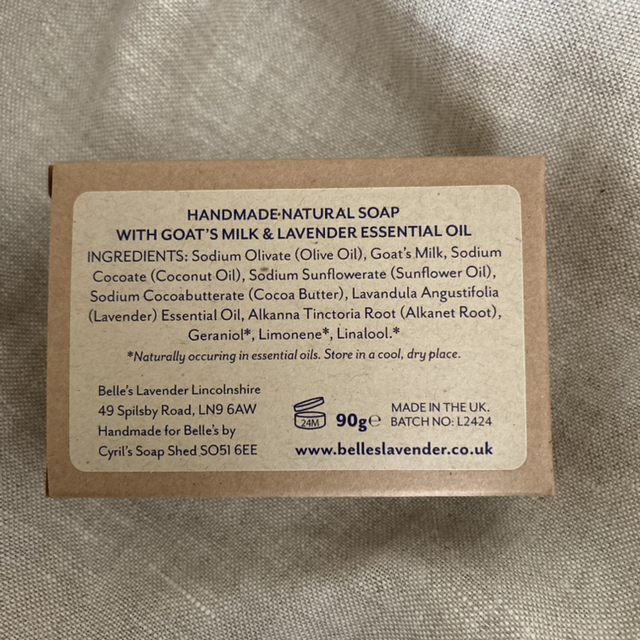 HANDMADE NATURAL SOAP
WITH GOAT'S MILK & LAVENDER ESSENTIAL OIL
INGREDIENTS: Sodium Olivate (Olive Oil), Goat's Milk, Sodium
Cocoate (Coconut Oil), Sodium Sunflowerate (Sunflower Oil),
Sodium Cocoabutterate (Cocoa Butter), Lavandula Angustifolia
(Lavender) Essential Oil, Alkanna Tinctoria Root (Alkanet Root),
Geraniol*, Limonene*, Linalool.*
*Naturally occuring in essential oils. Store in a cool, dry place.
Belle's Lavender Lincolnshire
49 Spilsby Road, LN9 6AW
Handmade for Belle's by
Cyril's Soap Shed SO51 6EE
24M
90g℮
MADE IN THE UK.
BATCH NO: L2424
www.belleslavender.co.uk